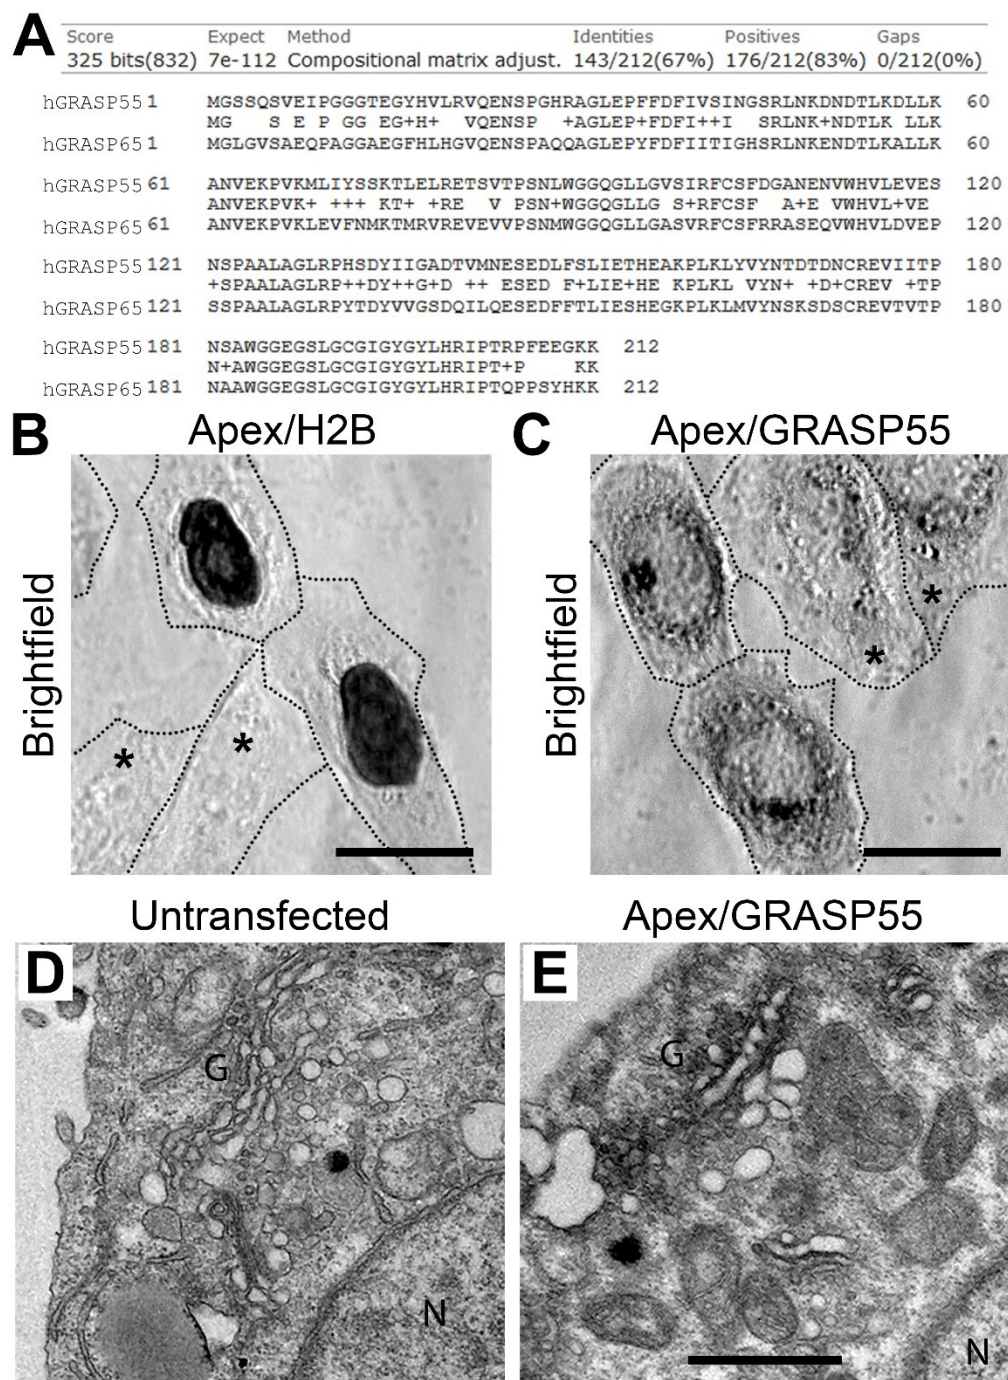 A
Score Expect Method Identities Positives Gaps
325 bits(832) 7e-112 Compositional matrix adjust. 143/212(67%) 176/212(83%) 0/212(0%)
hGRASP55 1 MGSSQSVEIPGGGTEGYHVLRVQENSPGHRAGLEPFFDFIVSINGSRLNKDNDTLKDLLK 60
MG S E P GG EG+H+ VQENSP +AGLEP+FDFI++I SRLNK+NDTLK LLK
hGRASP65 1 MGLGVSAEQPAGGAEGFHLHGVQENSPAQQAGLEPYFDFIITIGHSRLNKENDTLKALLK 60
hGRASP55 61 ANVEKPVKMLIYSSKTLELRETSVTPSNLWGGQGLLGVSIRFCSFDGANENVWHVLEVES 120
ANVEKPVK+ +++ KT+ +RE V PSN+WGGQGLLG S+RFCSF A+E VWHVL+VE
hGRASP65 61 ANVEKPVKLEVFNMKTMRVREVEVVPSNMWGGQGLLGASVRFCSFRRASEQVWHVLDVEP 120
hGRASP55 121 NSPAALAGLRPHSDYIIGADTVMNESEDLFSLIETHEAKPLKLYVYNTDTDNCREVIITP 180
+SPAALAGLRP++DY++G+D ++ ESED F+LIE+HE KPLKL VYN+ +D+CREV +TP
hGRASP65 121 SSPAALAGLRPYTDYVVGSDQILQESEDFFTLIESHEGKPLKLMVYNSKSDSCREVTVTP 180
hGRASP55 181 NSAWGGEGSLGCGIGYGYLHRIPTRPFEEGKK 212
N+AWGGEGSLGCGIGYGYLHRIPT+P KK
hGRASP65 181 NAAWGGEGSLGCGIGYGYLHRIPTQPPSYHKK 212
B Apex/H2B
C Apex/GRASP55
Brightfield
* *
Brightfield
* *
Untransfected
Apex/GRASP55
D
G
N
E
G
N